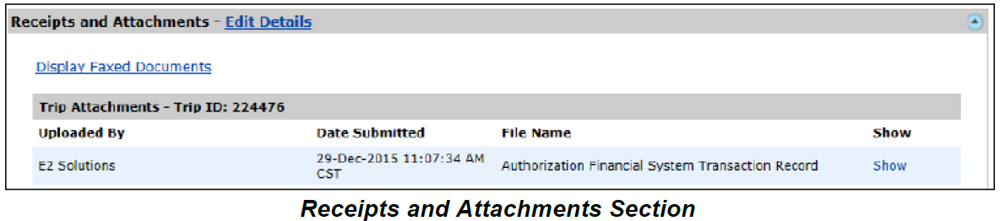 Receipts and Attachments - Edit Details
Display Faxed Documents
Trip Attachments - Trip ID: 224476
Uploaded By Date Submitted File Name Show
E2 Solutions 29-Dec-2015 11:07:34 AM CST Authorization Financial System Transaction Record Show
Receipts and Attachments Section